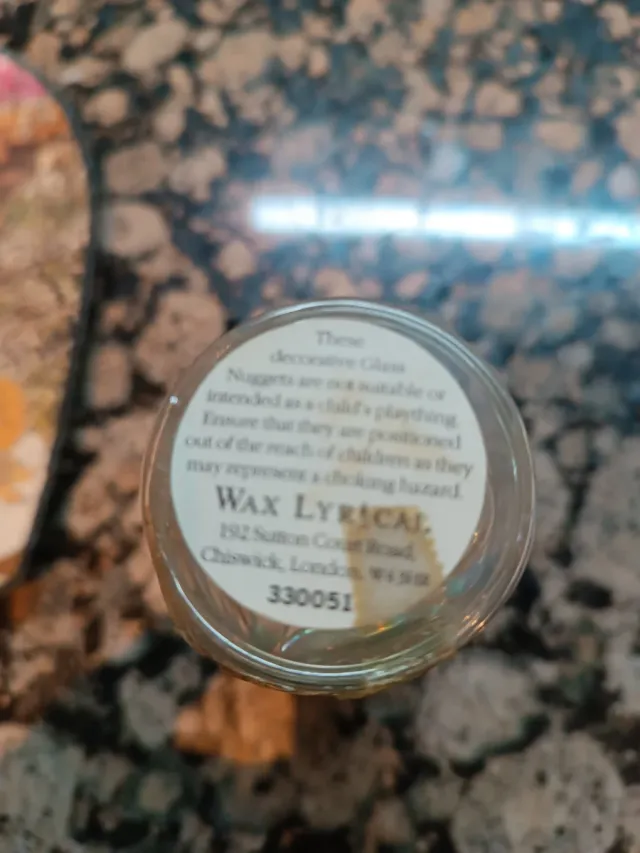 These
decorative Glass
Nuggets are not suitable or
intended as a child's plaything.
Ensure that they are positioned
out of the reach of children as they
may represent a choking hazard.
WAX LYRICAL
192 Sutton Court Road,
Chiswick, London,
330051